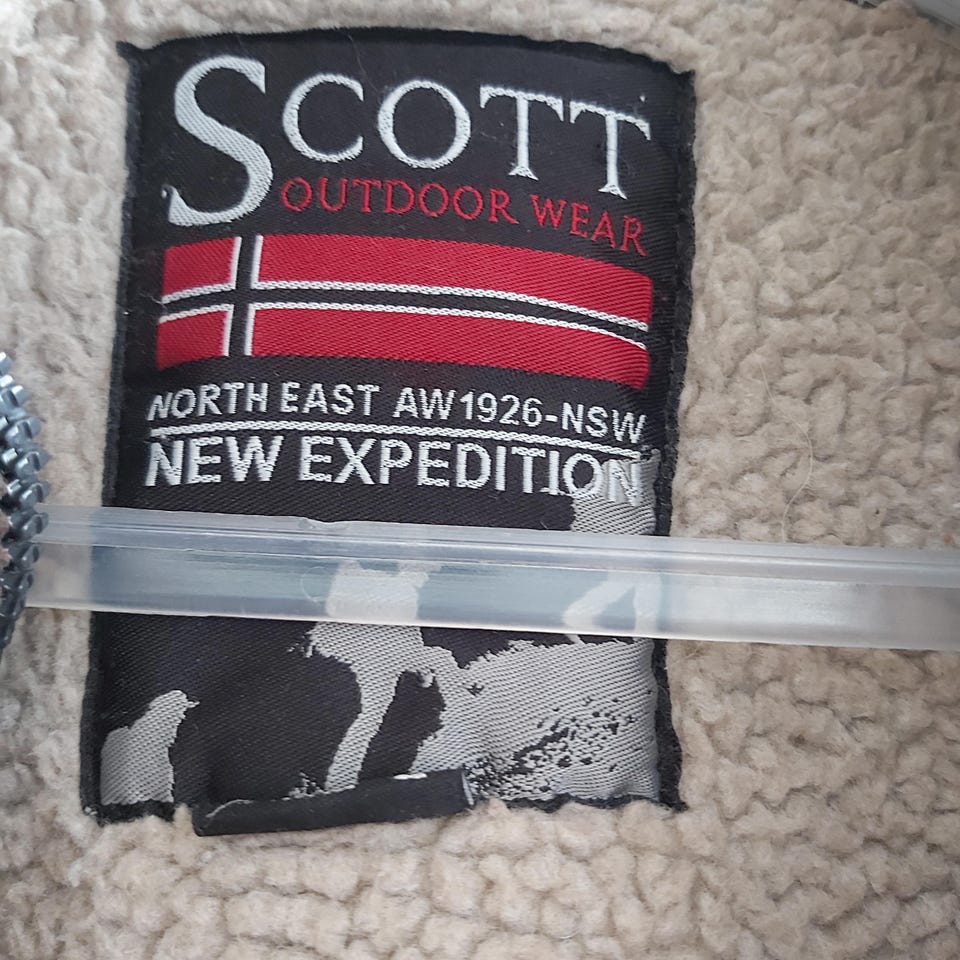 SCOTT
OUTDOOR WEAR
NORTH EAST AW1926-NSW
NEW EXPEDITION